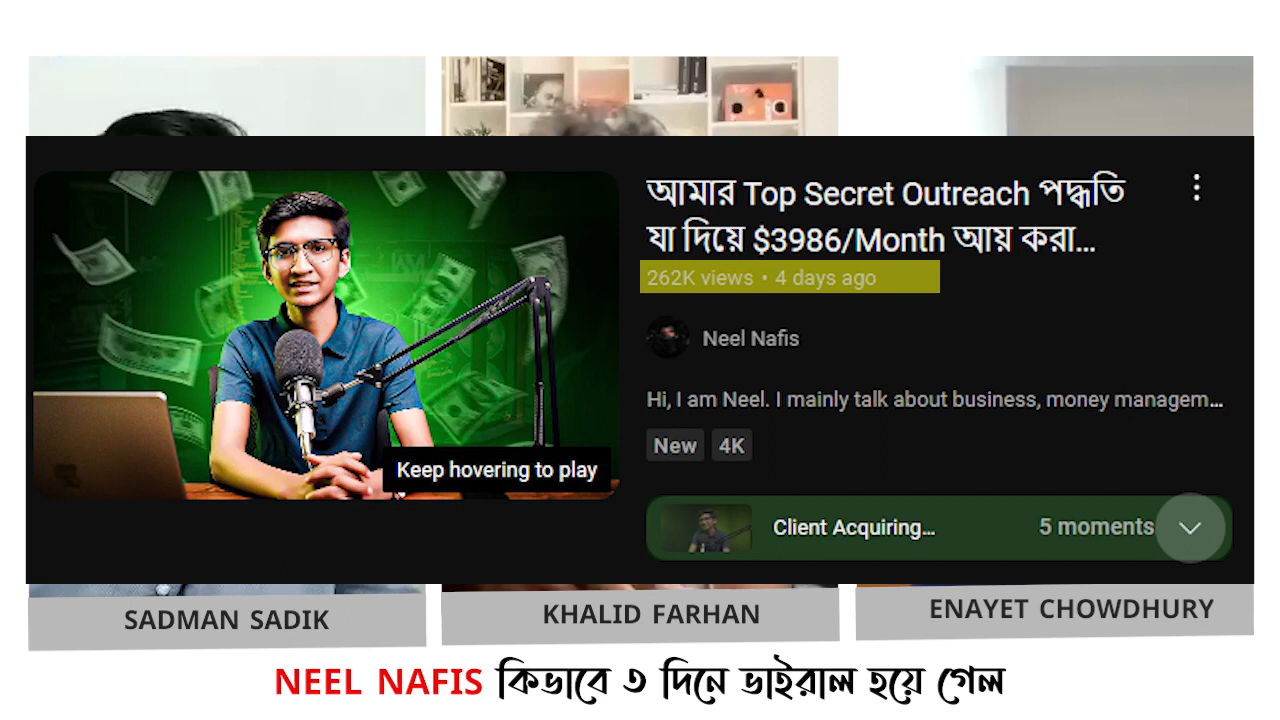 আমার Top Secret Outreach পদ্ধতি
যা দিয়ে $3986/Month আয় করা...
262K views • 4 days ago
Neel Nafis
Hi, I am Neel. I mainly talk about business, money managem...
New 4K
Keep hovering to play
Client Acquiring... 5 moments
SADMAN SADIK
KHALID FARHAN
ENAYET CHOWDHURY
NEEL NAFIS কিভাবে ৩ দিনে ভাইরাল হয়ে গেল